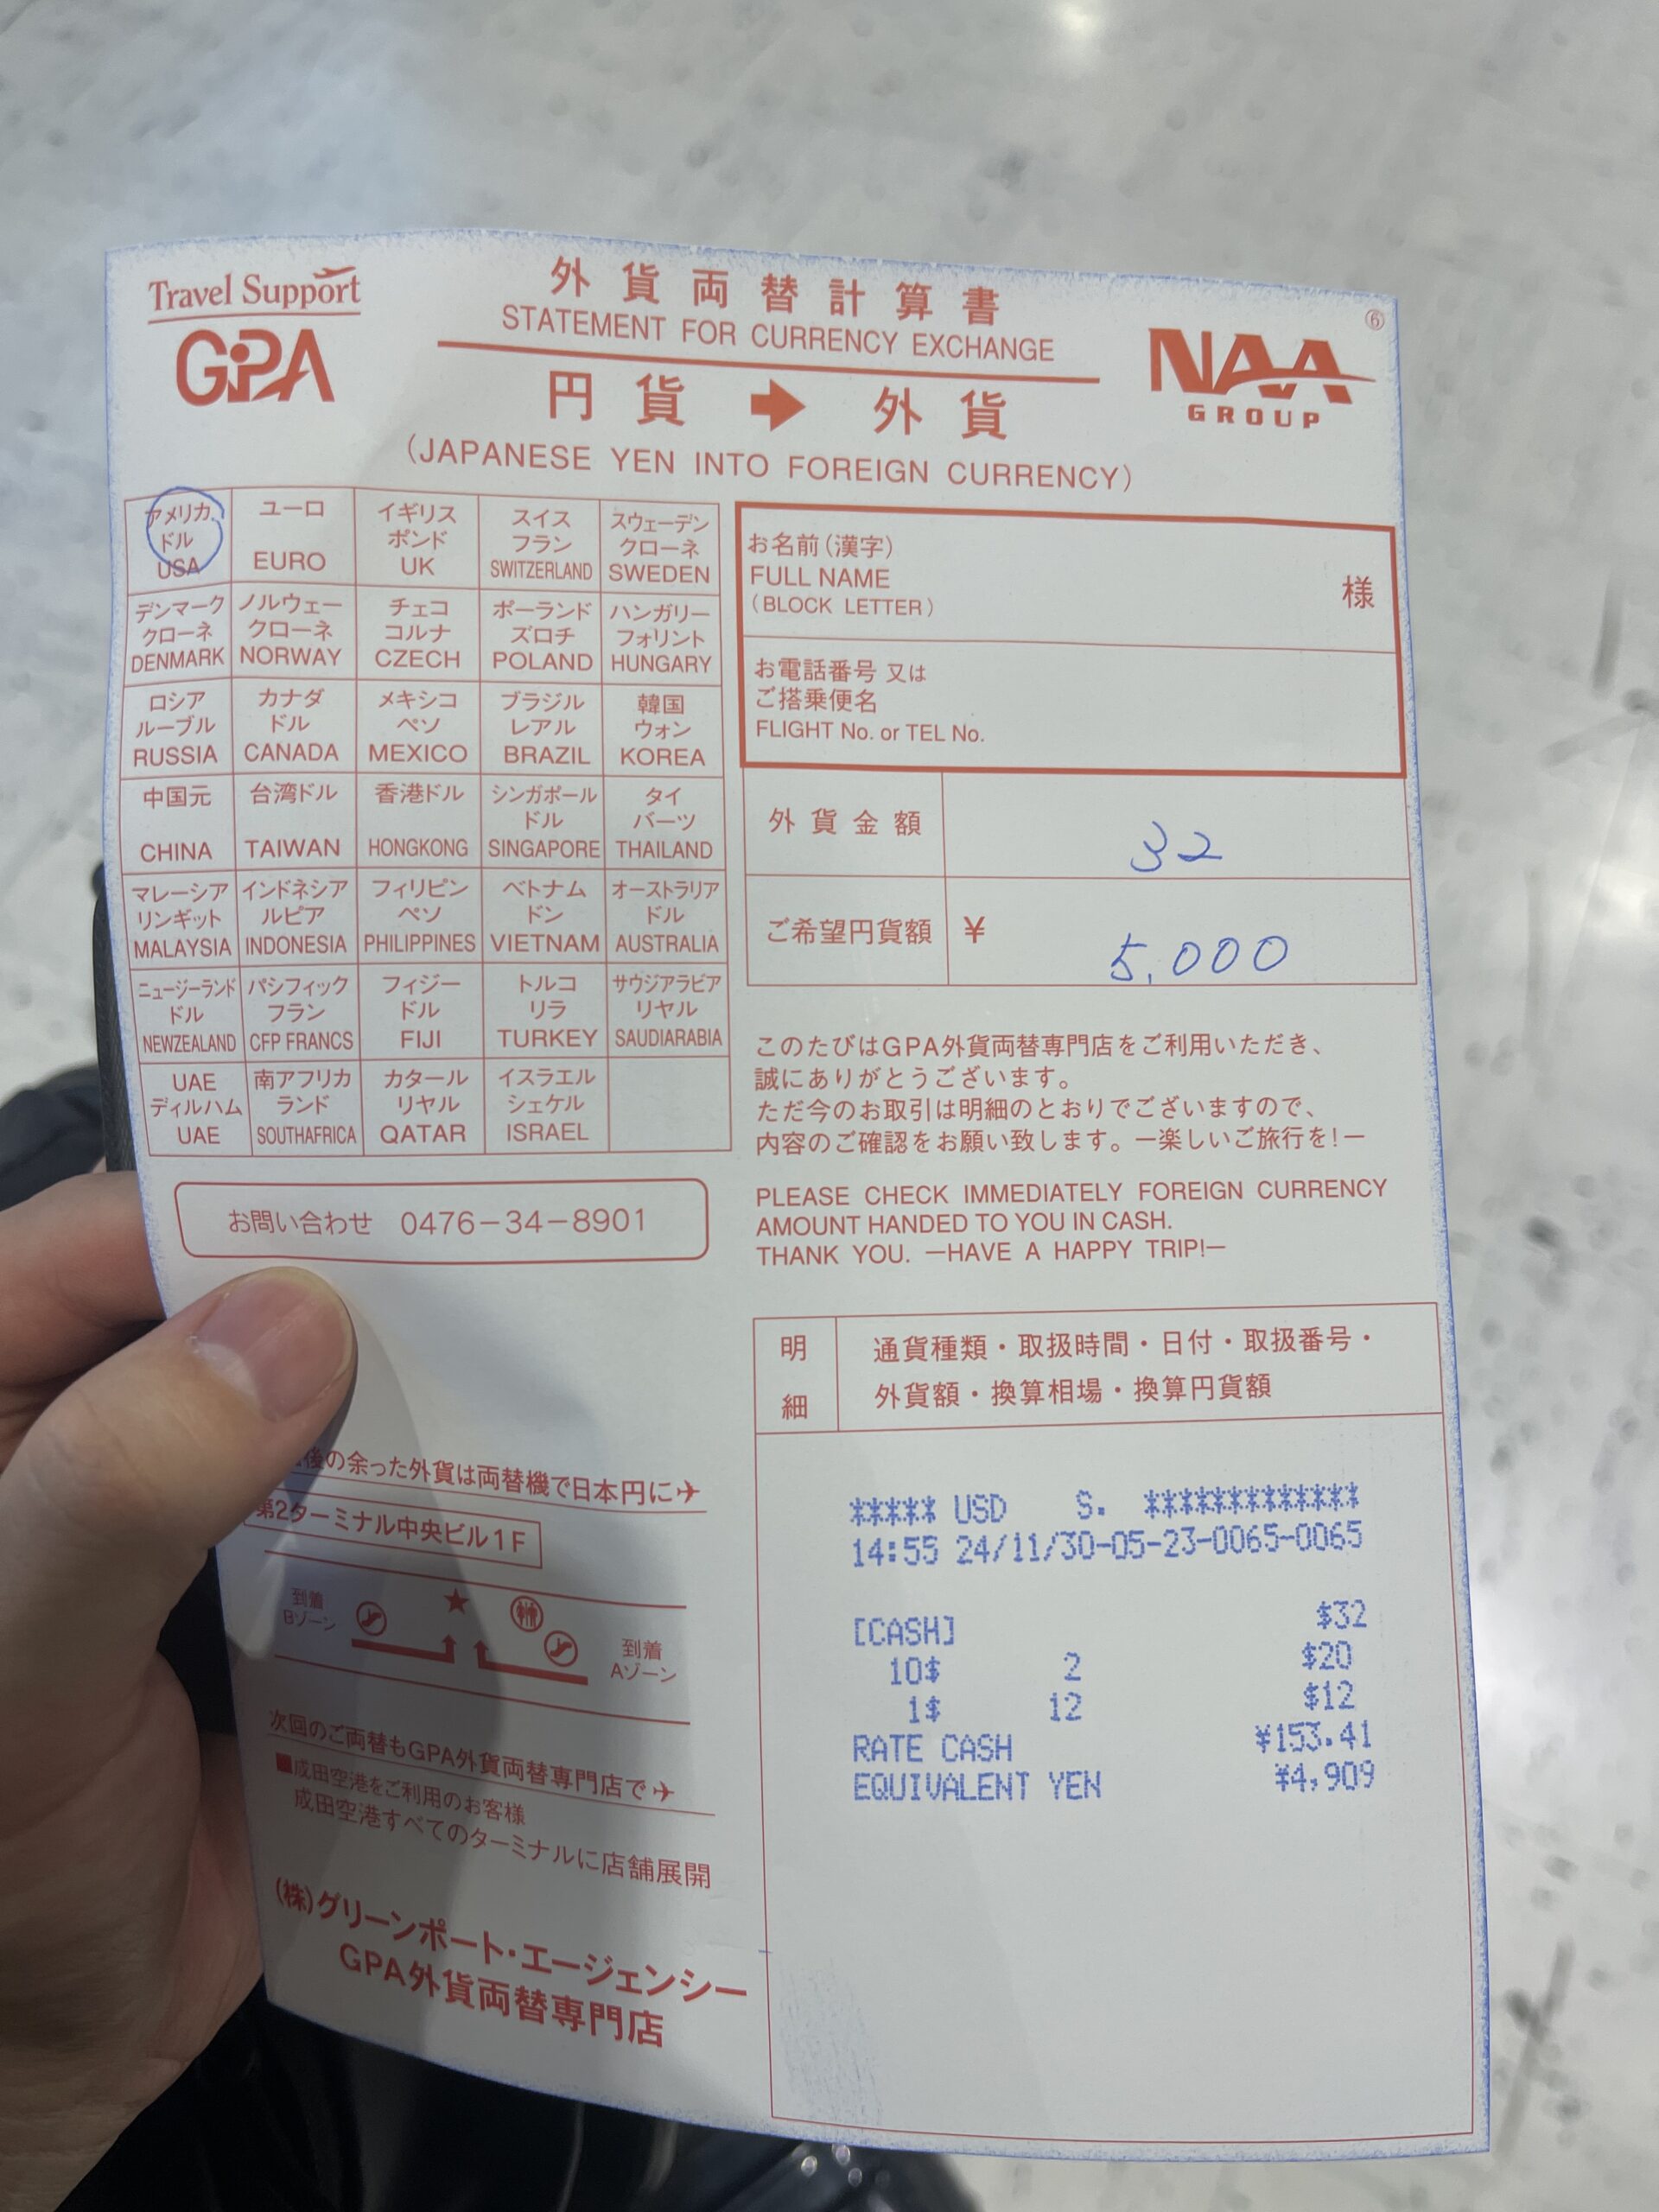 Travel Support
GPA
外貨両替計算書
STATEMENT FOR CURRENCY EXCHANGE
円貨 ➡ 外貨
(JAPANESE YEN INTO FOREIGN CURRENCY)
⑥
NAA
GROUP
アメリカ ドル USA
ユーロ EURO
イギリス ポンド UK
スイス フラン SWITZERLAND
スウェーデン クローネ SWEDEN
デンマーク クローネ DENMARK
ノルウェー クローネ NORWAY
チェコ コルナ CZECH
ポーランド ズロチ POLAND
ハンガリー フォリント HUNGARY
ロシア ルーブル RUSSIA
カナダ ドル CANADA
メキシコ ペソ MEXICO
ブラジル レアル BRAZIL
韓国 ウォン KOREA
中国元 CHINA
台湾ドル TAIWAN
香港ドル HONGKONG
シンガポール ドル SINGAPORE
タイ バーツ THAILAND
マレーシア リンギット MALAYSIA
インドネシア ルピア INDONESIA
フィリピン ペソ PHILIPPINES
ベトナム ドン VIETNAM
オーストラリア ドル AUSTRALIA
ニュージーランド ドル NEWZEALAND
パシフィック フラン CFP FRANCS
フィジー ドル FIJI
トルコ リラ TURKEY
サウジアラビア リヤル SAUDIARABIA
UAE ディルハム UAE
南アフリカ ランド SOUTHAFRICA
カタール リヤル QATAR
イスラエル シェケル ISRAEL
お問い合わせ 0476-34-8901
お名前(漢字)
FULL NAME
(BLOCK LETTER)
様
お電話番号 又は
ご搭乗便名
FLIGHT No. or TEL No.
外貨金額 32
ご希望円貨額 ¥ 5,000
このたびはGPA外貨両替専門店をご利用いただき、
誠にありがとうございます。
ただ今のお取引は明細のとおりでございますので、
内容のご確認をお願い致します。―楽しいご旅行を!―
PLEASE CHECK IMMEDIATELY FOREIGN CURRENCY
AMOUNT HANDED TO YOU IN CASH.
THANK YOU. —HAVE A HAPPY TRIP!—
明細
通貨種類・取扱時間・日付・取扱番号・
外貨額・換算相場・換算円貨額
***** USD S. *************
14:55 24/11/30-05-23-0065-0065
[CASH] $32
10$ 2 $20
1$ 12 $12
RATE CASH ¥153.41
EQUIVALENT YEN ¥4,909
後の余った外貨は両替機で日本円に✈
第2ターミナル中央ビル1F
到着
Bゾーン
★
到着
Aゾーン
次回のご両替もGPA外貨両替専門店で✈
■成田空港をご利用のお客様
成田空港すべてのターミナルに店舗展開
(株)グリーンポート・エージェンシー
GPA外貨両替専門店